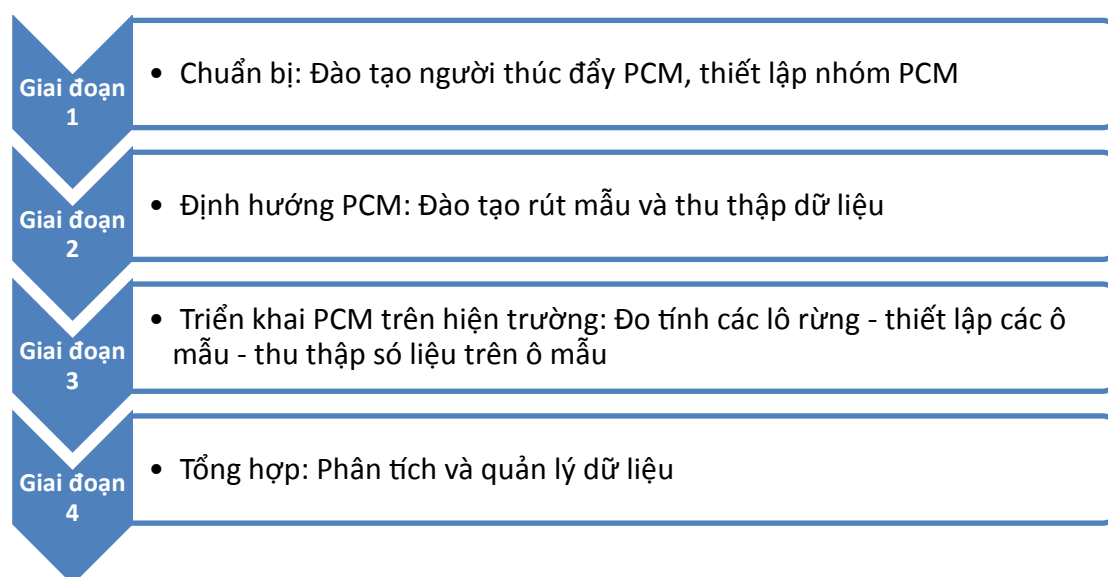 Giai đoạn
1
• Chuẩn bị: Đào tạo người thúc đẩy PCM, thiết lập nhóm PCM
Giai đoạn
2
• Định hướng PCM: Đào tạo rút mẫu và thu thập dữ liệu
Giai đoạn
3
• Triển khai PCM trên hiện trường: Đo tính các lô rừng - thiết lập các ô
mẫu - thu thập só liệu trên ô mẫu
Giai đoạn
4
• Tổng hợp: Phân tích và quản lý dữ liệu